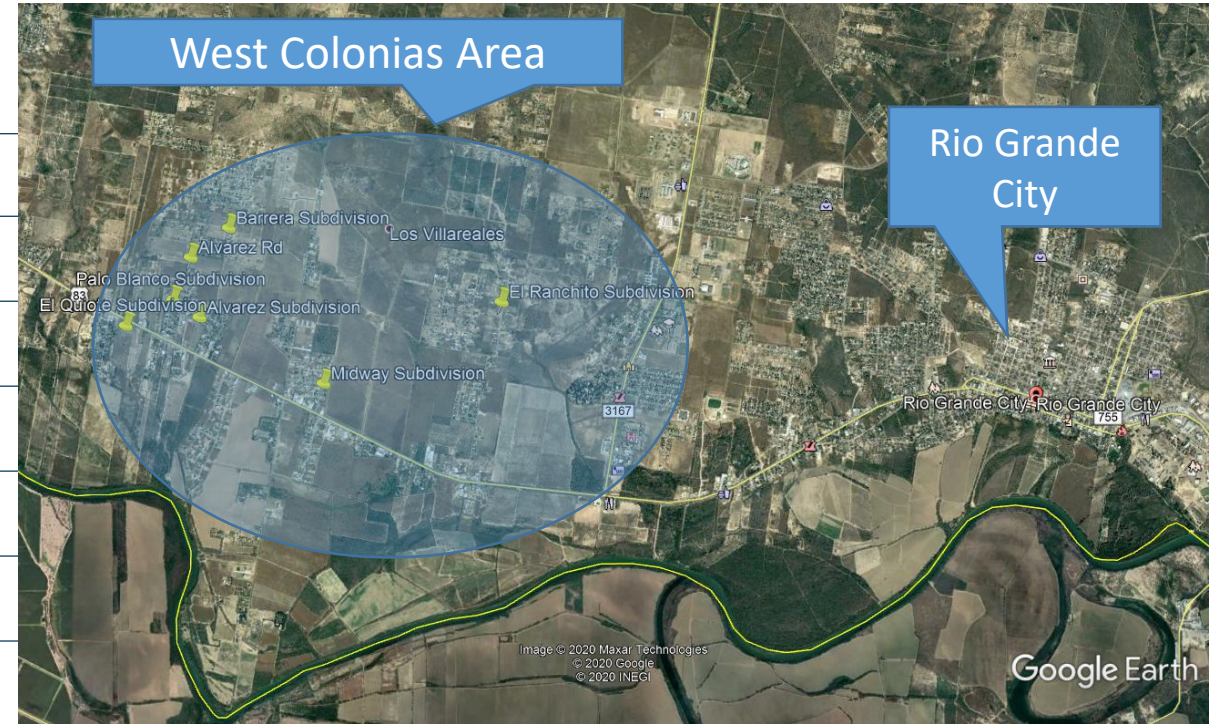 West Colonias Area
Rio Grande
City
Barrera Subdivision
Los Villareales
Alvarez Rd
Palo Blanco Subdivision
83
El Quiote Subdivision
Alvarez Subdivision
El Ranchito Subdivision
Midway Subdivision
3167
Rio Grande City
Rio Grande City
755
Image © 2020 Maxar Technologies
© 2020 Google
© 2020 INEGI
Google Earth